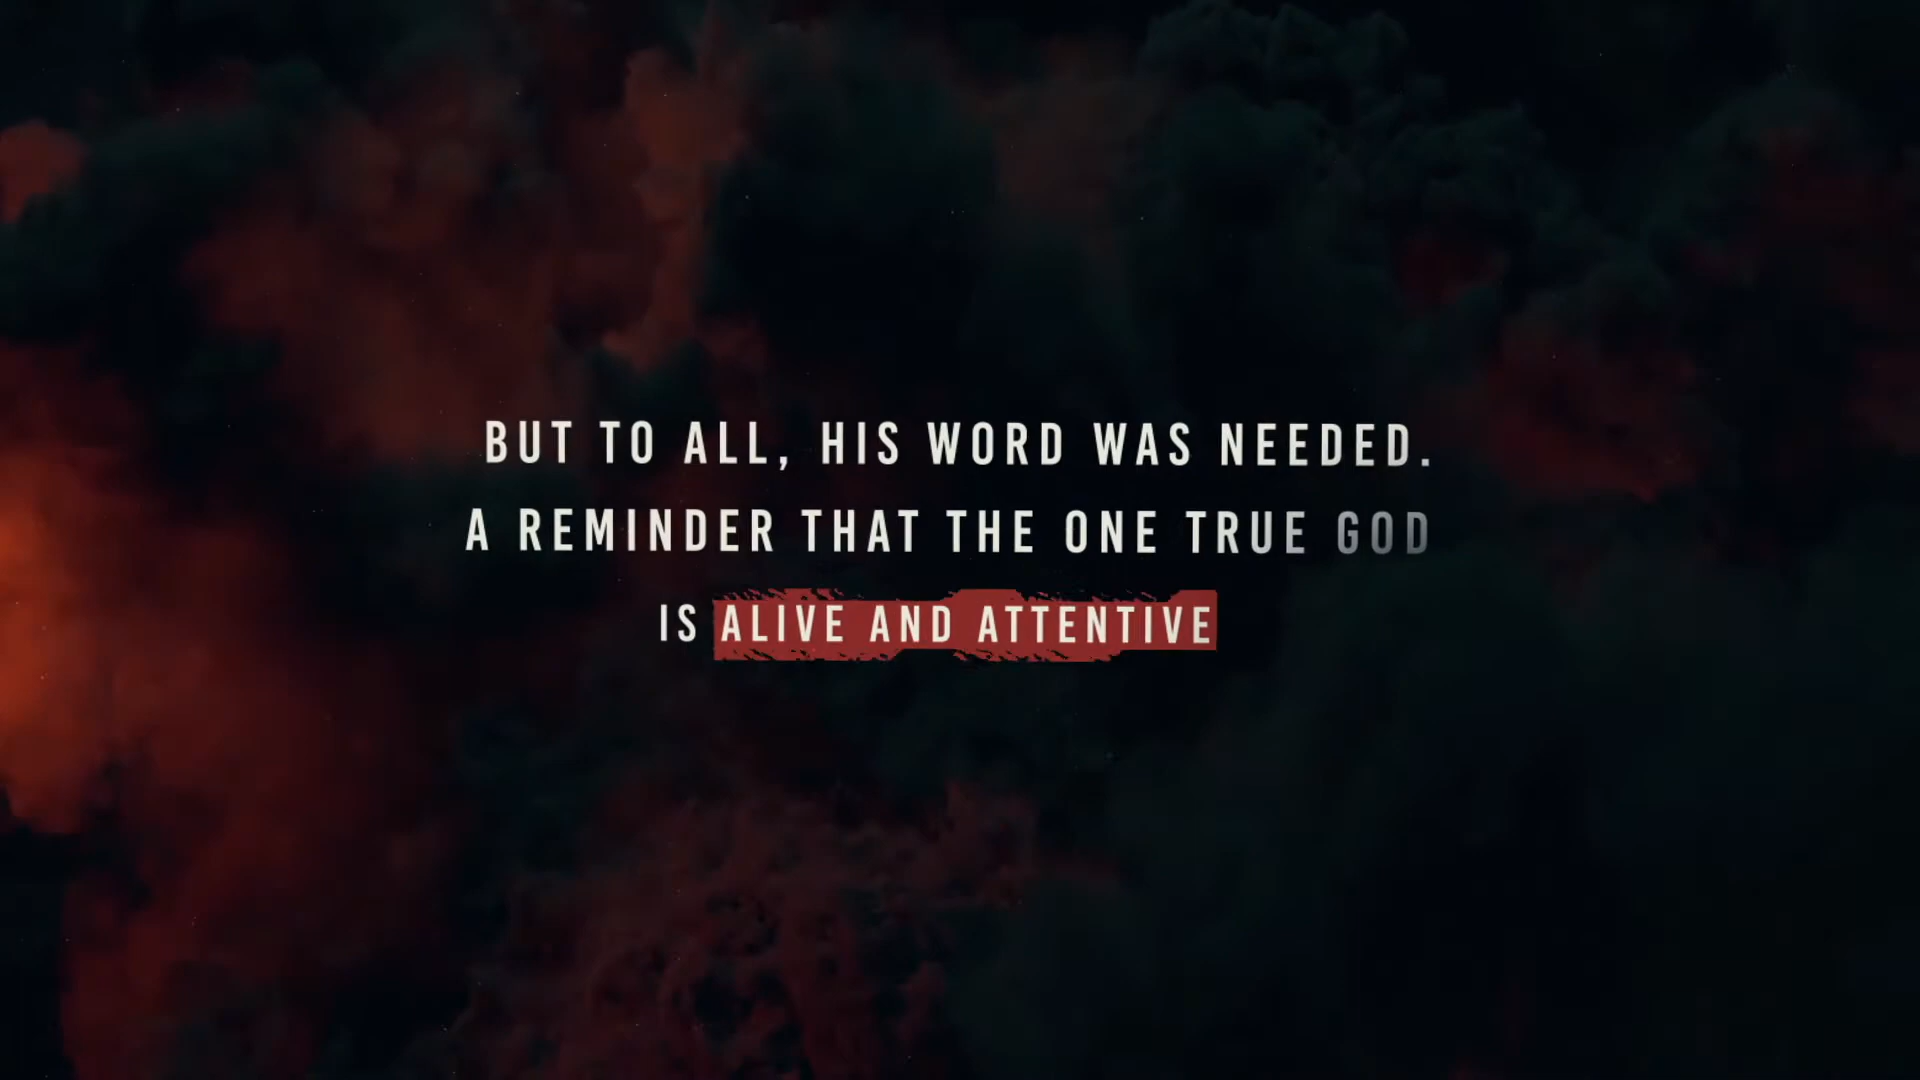 BUT TO ALL, HIS WORD WAS NEEDED.
A REMINDER THAT THE ONE TRUE GOD
IS ALIVE AND ATTENTIVE